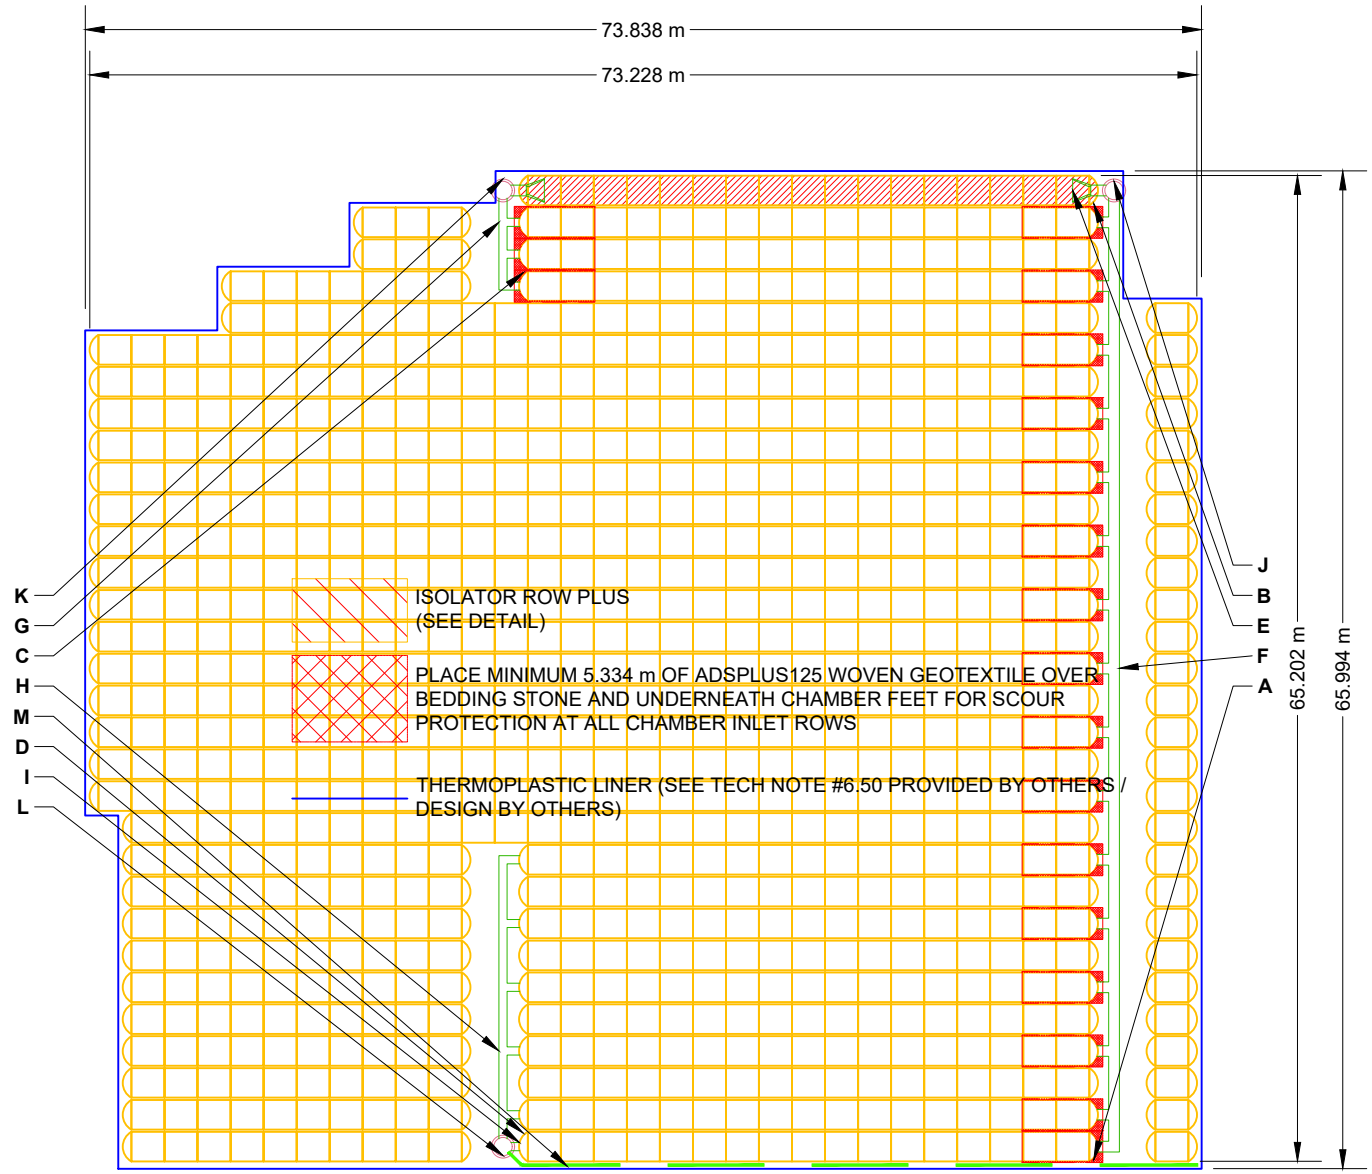 73.838 m
73.228 m
K
G
C
H
M
D
I
L
ISOLATOR ROW PLUS
(SEE DETAIL)
PLACE MINIMUM 5.334 m OF ADSPLUS125 WOVEN GEOTEXTILE OVER
BEDDING STONE AND UNDERNEATH CHAMBER FEET FOR SCOUR
PROTECTION AT ALL CHAMBER INLET ROWS
THERMOPLASTIC LINER (SEE TECH NOTE #6.50 PROVIDED BY OTHERS /
DESIGN BY OTHERS)
J
B
E
F
A
65.202 m
65.994 m